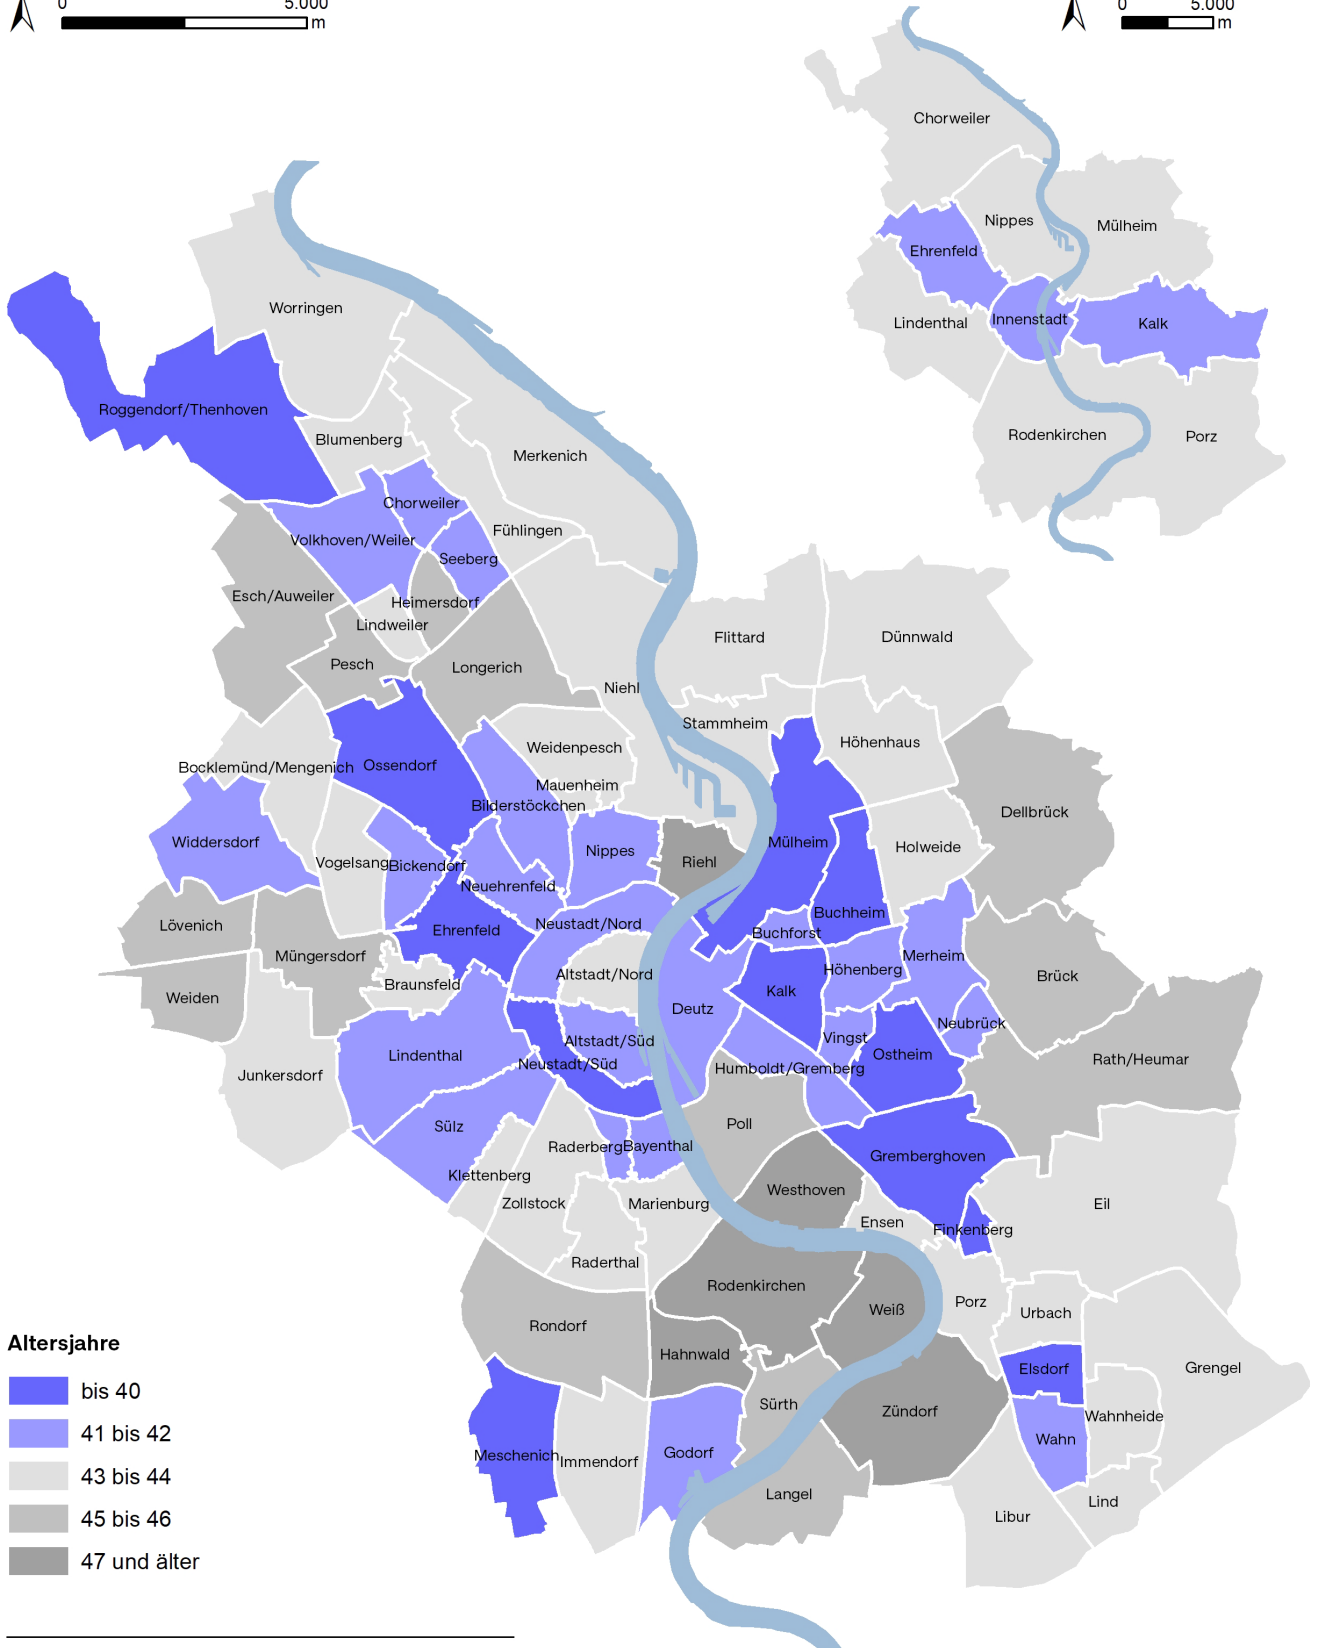 0 5.000
m
0 5.000
m
Chorweiler
Nippes
Mülheim
Ehrenfeld
Lindenthal
Innenstadt
Kalk
Rodenkirchen
Porz
Worringen
Roggendorf/Thenhoven
Blumenberg
Merkenich
Chorweiler
Fühlingen
Volkhoven/Weiler
Seeberg
Esch/Auweiler
Heimersdorf
Lindweiler
Flittard
Dünnwald
Pesch
Longerich
Niehl
Stammheim
Höhenhaus
Weidenpesch
Bocklemünd/Mengenich
Ossendorf
Mauenheim
Bilderstöckchen
Dellbrück
Widdersdorf
Mülheim
Holweide
Nippes
Riehl
Vogelsang
Bickendorf
Neuehrenfeld
Buchheim
Lövenich
Neustadt/Nord
Ehrenfeld
Buchforst
Müngersdorf
Merheim
Höhenberg
Altstadt/Nord
Brück
Braunsfeld
Kalk
Weiden
Deutz
Neubrück
Vingst
Altstadt/Süd
Lindenthal
Ostheim
Rath/Heumar
Neustadt/Süd
Humboldt/Gremberg
Junkersdorf
Sülz
Poll
Raderberg
Bayenthal
Gremberghoven
Klettenberg
Westhoven
Zollstock
Marienburg
Eil
Ensen
Finkenberg
Raderthal
Rodenkirchen
Porz
Weiß
Urbach
Rondorf
Hahnwald
Elsdorf
Grengel
Sürth
Zündorf
Wahnheide
Wahn
Godorf
Meschenich
Immendorf
Langel
Lind
Libur
Altersjahre
bis 40
41 bis 42
43 bis 44
45 bis 46
47 und älter